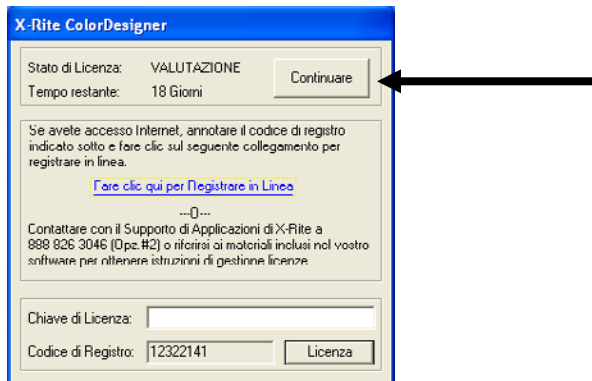 X-Rite ColorDesigner
Stato di Licenza: VALUTAZIONE
Continuare
Tempo restante: 18 Giorni
Se avete accesso Internet, annotare il codice di registro
indicato sotto e fare clic sul seguente collegamento per
registrare in linea.
Fare clic qui per Registrare in Linea
---O---
Contattare con il Supporto di Applicazioni di X-Rite a
888 826 3046 (Opz.#2) o riferirsi ai materiali inclusi nel vostro
software per ottenere istruzioni di gestione licenze
Chiave di Licenza:
Codice di Registro: 12322141 Licenza